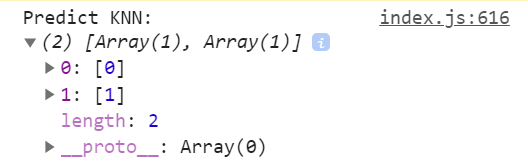 Predict KNN: index.js:616
▼(2) [Array(1), Array(1)] i
▶0: [0]
▶1: [1]
length: 2
▶__proto__: Array(0)